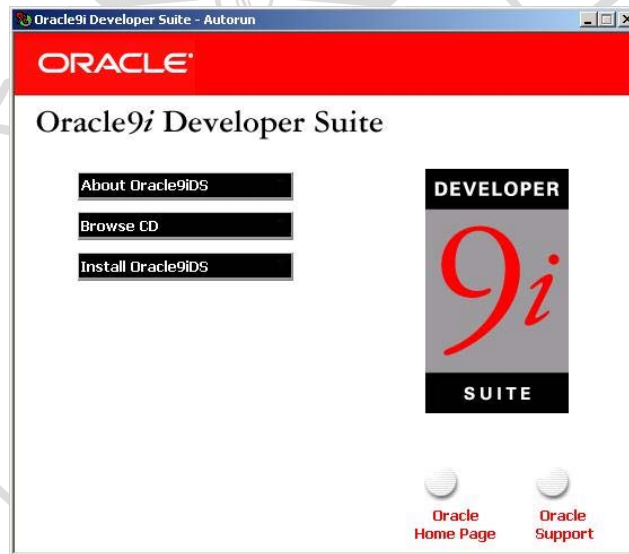 Oracle9i Developer Suite - Autorun
ORACLE
Oracle9i Developer Suite
About Oracle9iDS
Browse CD
Install Oracle9iDS
DEVELOPER
9i
SUITE
Oracle
Home Page
Oracle
Support